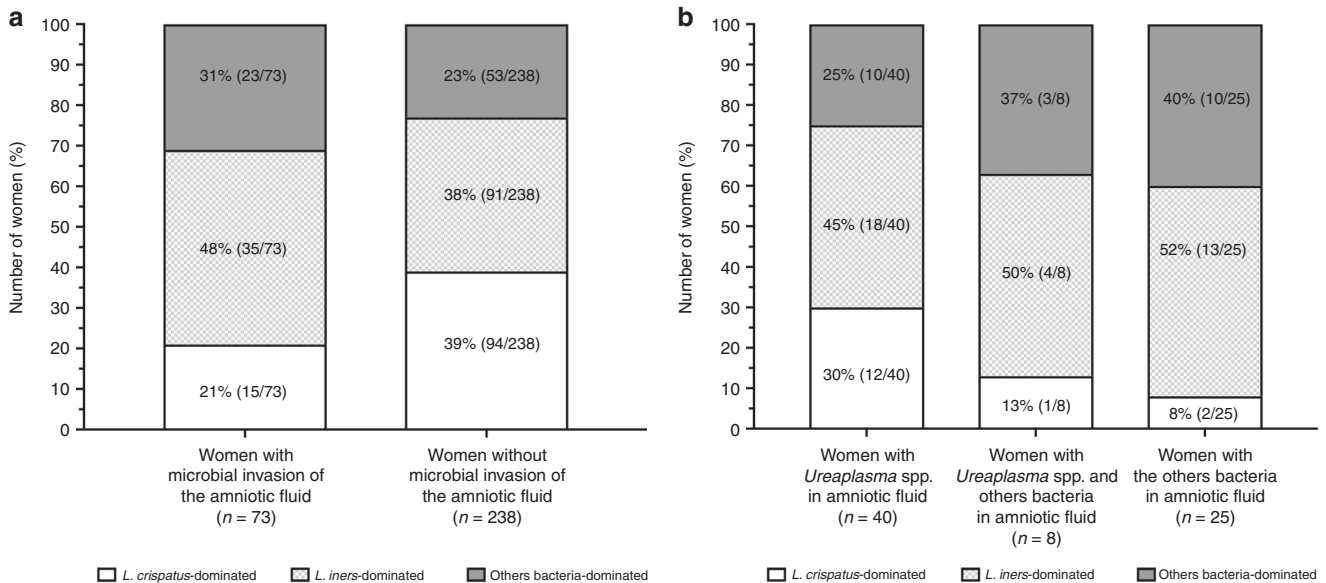 a
100
90
80
70
60
50
40
30
20
10
0
Number of women (%)
31% (23/73)
48% (35/73)
21% (15/73)
23% (53/238)
38% (91/238)
39% (94/238)
Women with
microbial invasion of
the amniotic fluid
(n = 73)
Women without
microbial invasion of
the amniotic fluid
(n = 238)
L. crispatus-dominated
L. iners-dominated
Others bacteria-dominated
b
100
90
80
70
60
50
40
30
20
10
0
Number of women (%)
25% (10/40)
45% (18/40)
30% (12/40)
37% (3/8)
50% (4/8)
13% (1/8)
40% (10/25)
52% (13/25)
8% (2/25)
Women with
Ureaplasma spp.
in amniotic fluid
(n = 40)
Women with
Ureaplasma spp. and
others bacteria
in amniotic fluid
(n = 8)
Women with
the others bacteria
in amniotic fluid
(n = 25)
L. crispatus-dominated
L. iners-dominated
Others bacteria-dominated